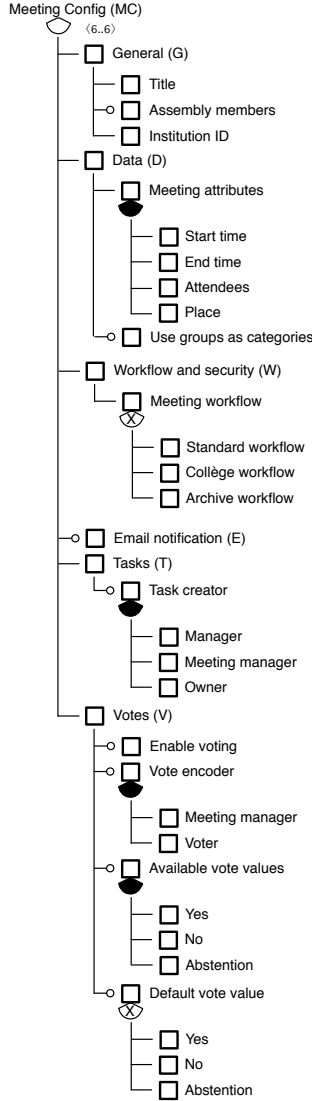 Meeting Config (MC)
〈6..6〉
General (G)
Title
Assembly members
Institution ID
Data (D)
Meeting attributes
Start time
End time
Attendees
Place
Use groups as categories
Workflow and security (W)
Meeting workflow
X
Standard workflow
Collège workflow
Archive workflow
Email notification (E)
Tasks (T)
Task creator
Manager
Meeting manager
Owner
Votes (V)
Enable voting
Vote encoder
Meeting manager
Voter
Available vote values
Yes
No
Abstention
Default vote value
X
Yes
No
Abstention